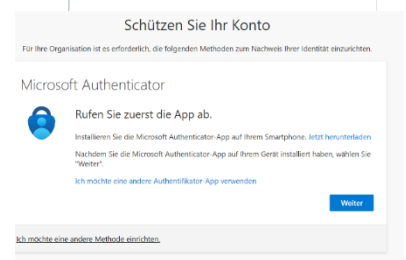 Schützen Sie Ihr Konto
Für Ihre Organisation ist es erforderlich, die folgenden Methoden zum Nachweis Ihrer Identität einzurichten.
Microsoft Authenticator
Rufen Sie zuerst die App ab.
Installieren Sie die Microsoft Authenticator-App auf Ihrem Smartphone. Jetzt herunterladen
Nachdem Sie die Microsoft Authenticator-App auf Ihrem Gerät installiert haben, wählen Sie
"Weiter".
Ich möchte eine andere Authentifikator-App verwenden
Weiter
Ich möchte eine andere Methode einrichten.